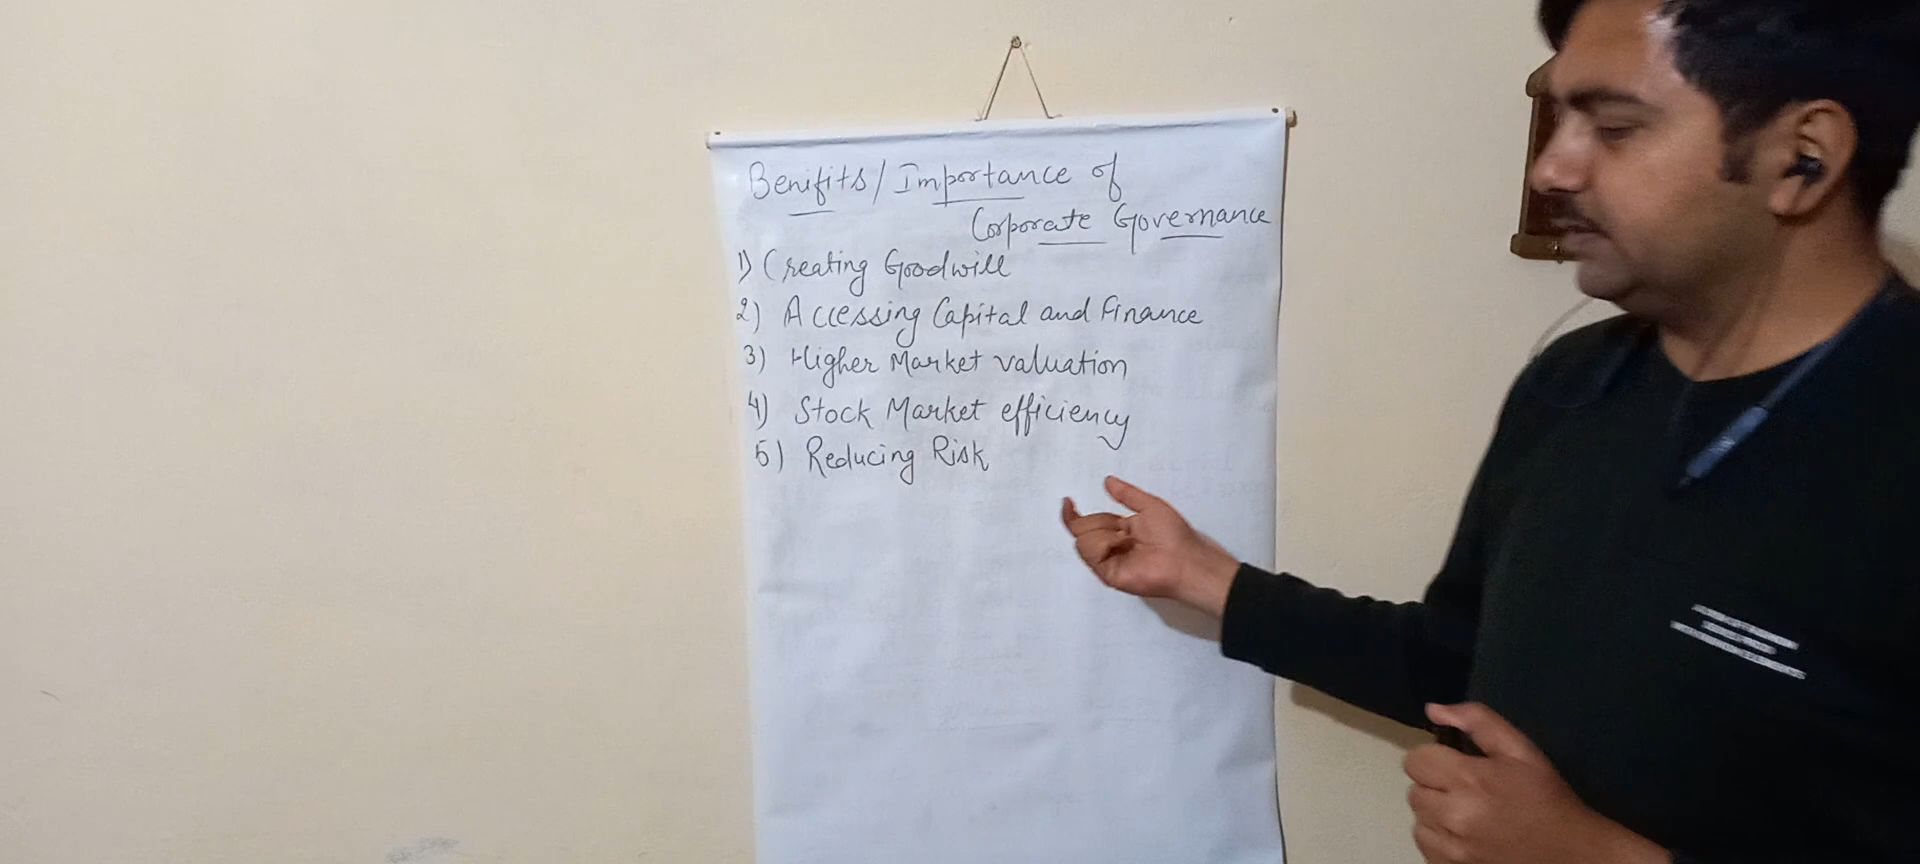 Benifits/Importance of
Corporate Governance
1) Creating Goodwill
2) Accessing Capital and Finance
3) Higher Market valuation
4) Stock Market efficiency
5) Reducing Risk